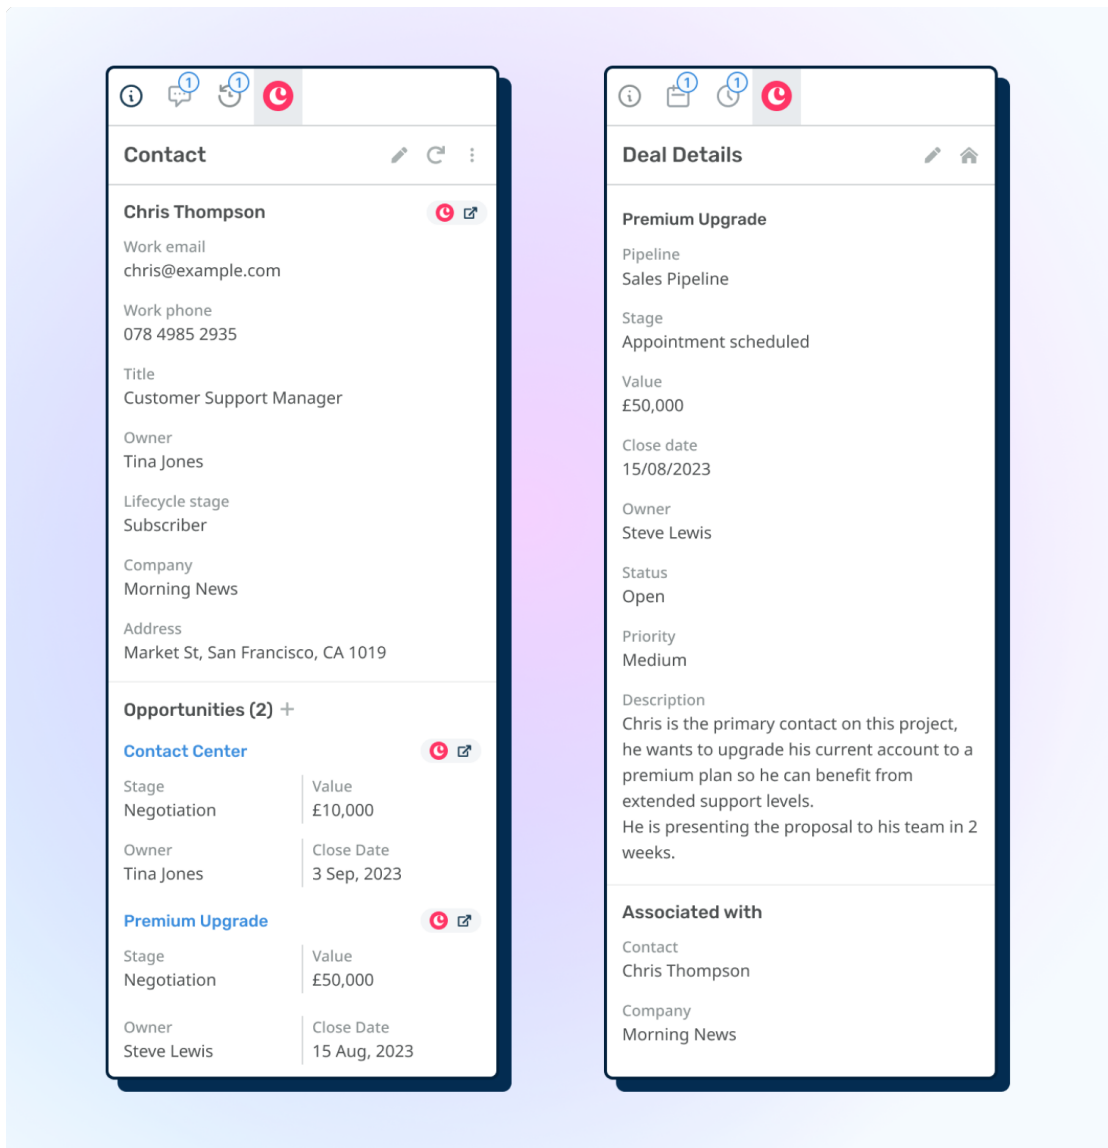 1
1
Contact
Chris Thompson
Work email
chris@example.com
Work phone
078 4985 2935
Title
Customer Support Manager
Owner
Tina Jones
Lifecycle stage
Subscriber
Company
Morning News
Address
Market St, San Francisco, CA 1019
Opportunities (2) +
Contact Center
Stage
Value
Negotiation
£10,000
Owner
Close Date
Tina Jones
3 Sep, 2023
Premium Upgrade
Stage
Value
Negotiation
£50,000
Owner
Close Date
Steve Lewis
15 Aug, 2023
1
1
Deal Details
Premium Upgrade
Pipeline
Sales Pipeline
Stage
Appointment scheduled
Value
£50,000
Close date
15/08/2023
Owner
Steve Lewis
Status
Open
Priority
Medium
Description
Chris is the primary contact on this project,
he wants to upgrade his current account to a
premium plan so he can benefit from
extended support levels.
He is presenting the proposal to his team in 2
weeks.
Associated with
Contact
Chris Thompson
Company
Morning News